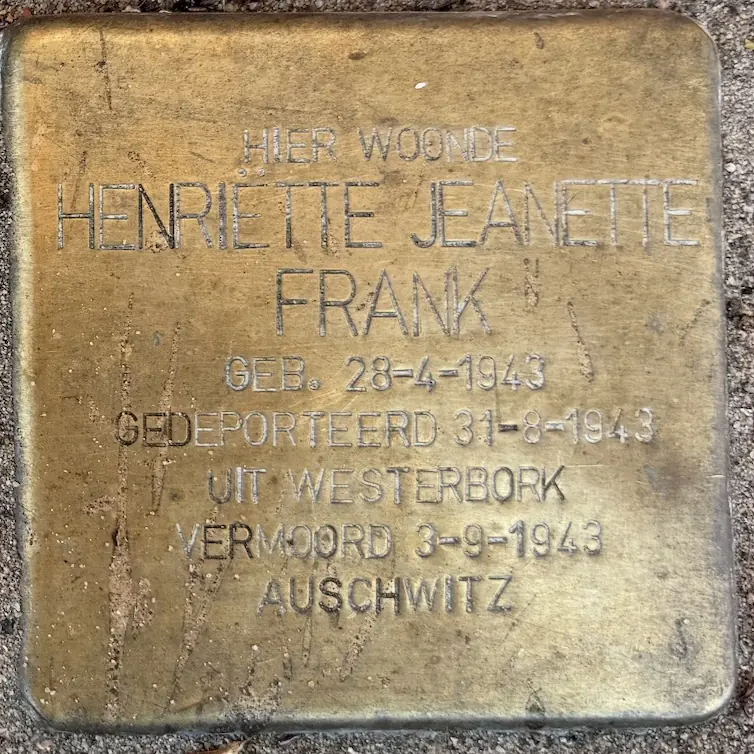 HIER WOONDE
HENRIËTTE JEANETTE
FRANK
GEB. 28-4-1943
GEDEPORTEERD 31-8-1943
UIT WESTERBORK
VERMOORD 3-9-1943
AUSCHWITZ